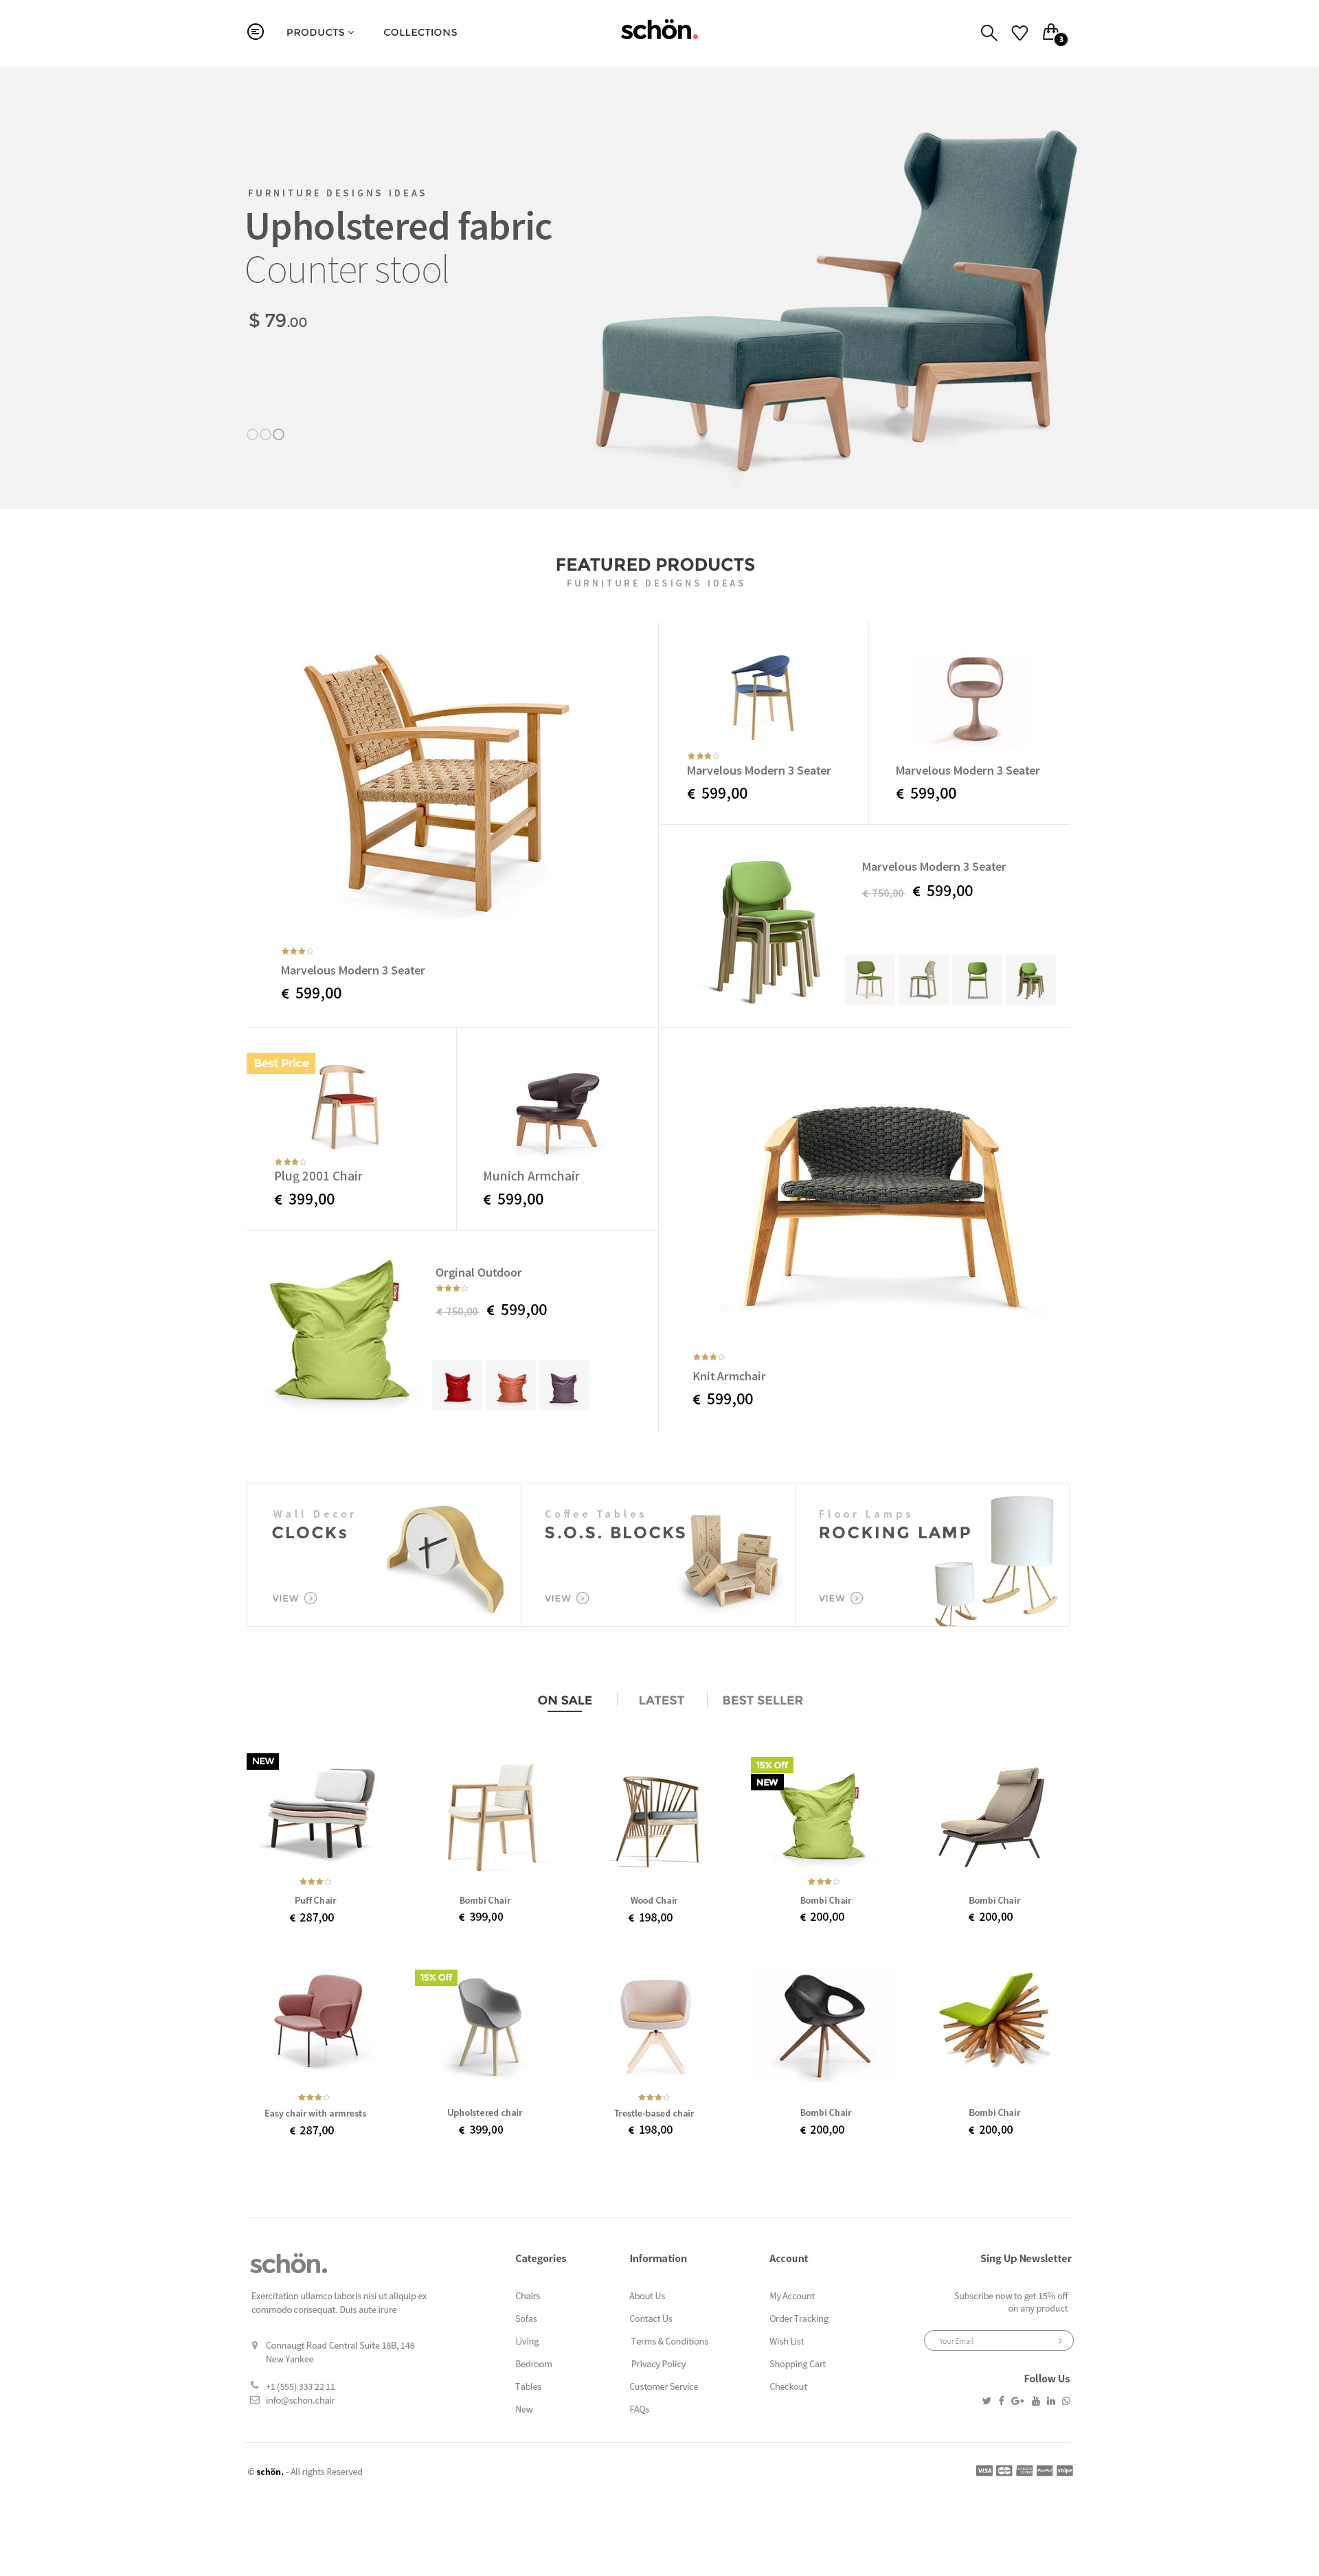 PRODUCTS
COLLECTIONS
schön.
3
FURNITURE DESIGNS IDEAS
Upholstered fabric
Counter stool
$ 79.00
FEATURED PRODUCTS
FURNITURE DESIGNS IDEAS
Marvelous Modern 3 Seater
€ 599,00
Marvelous Modern 3 Seater
€ 599,00
Marvelous Modern 3 Seater
€ 599,00
Marvelous Modern 3 Seater
€ 750,00 € 599,00
Best Price
Plug 2001 Chair
€ 399,00
Munich Armchair
€ 599,00
Orginal Outdoor
€ 750,00 € 599,00
Knit Armchair
€ 599,00
Wall Decor
CLOCKs
VIEW
Coffee Tables
S.O.S. BLOCKS
VIEW
Floor Lamps
ROCKING LAMP
VIEW
ON SALE
LATEST
BEST SELLER
NEW
Puff Chair
€ 287,00
Bombi Chair
€ 399,00
Wood Chair
€ 198,00
15% Off
NEW
Bombi Chair
€ 200,00
Bombi Chair
€ 200,00
Easy chair with armrests
€ 287,00
15% Off
Upholstered chair
€ 399,00
Trestle-based chair
€ 198,00
Bombi Chair
€ 200,00
Bombi Chair
€ 200,00
schön.
Exercitation ullamco laboris nisi ut aliquip ex
commodo consequat. Duis aute irure
Connaugt Road Central Suite 18B, 148
New Yankee
+1 (555) 333 22 11
info@schon.chair
Categories
Chairs
Sofas
Living
Bedroom
Tables
New
Information
About Us
Contact Us
Terms & Conditions
Privacy Policy
Customer Service
FAQs
Account
My Account
Order Tracking
Wish List
Shopping Cart
Checkout
Sing Up Newsletter
Subscribe now to get 15% off
on any product
Your Email
Follow Us
© schön. - All rights Reserved
VISA
PayPal
stripe